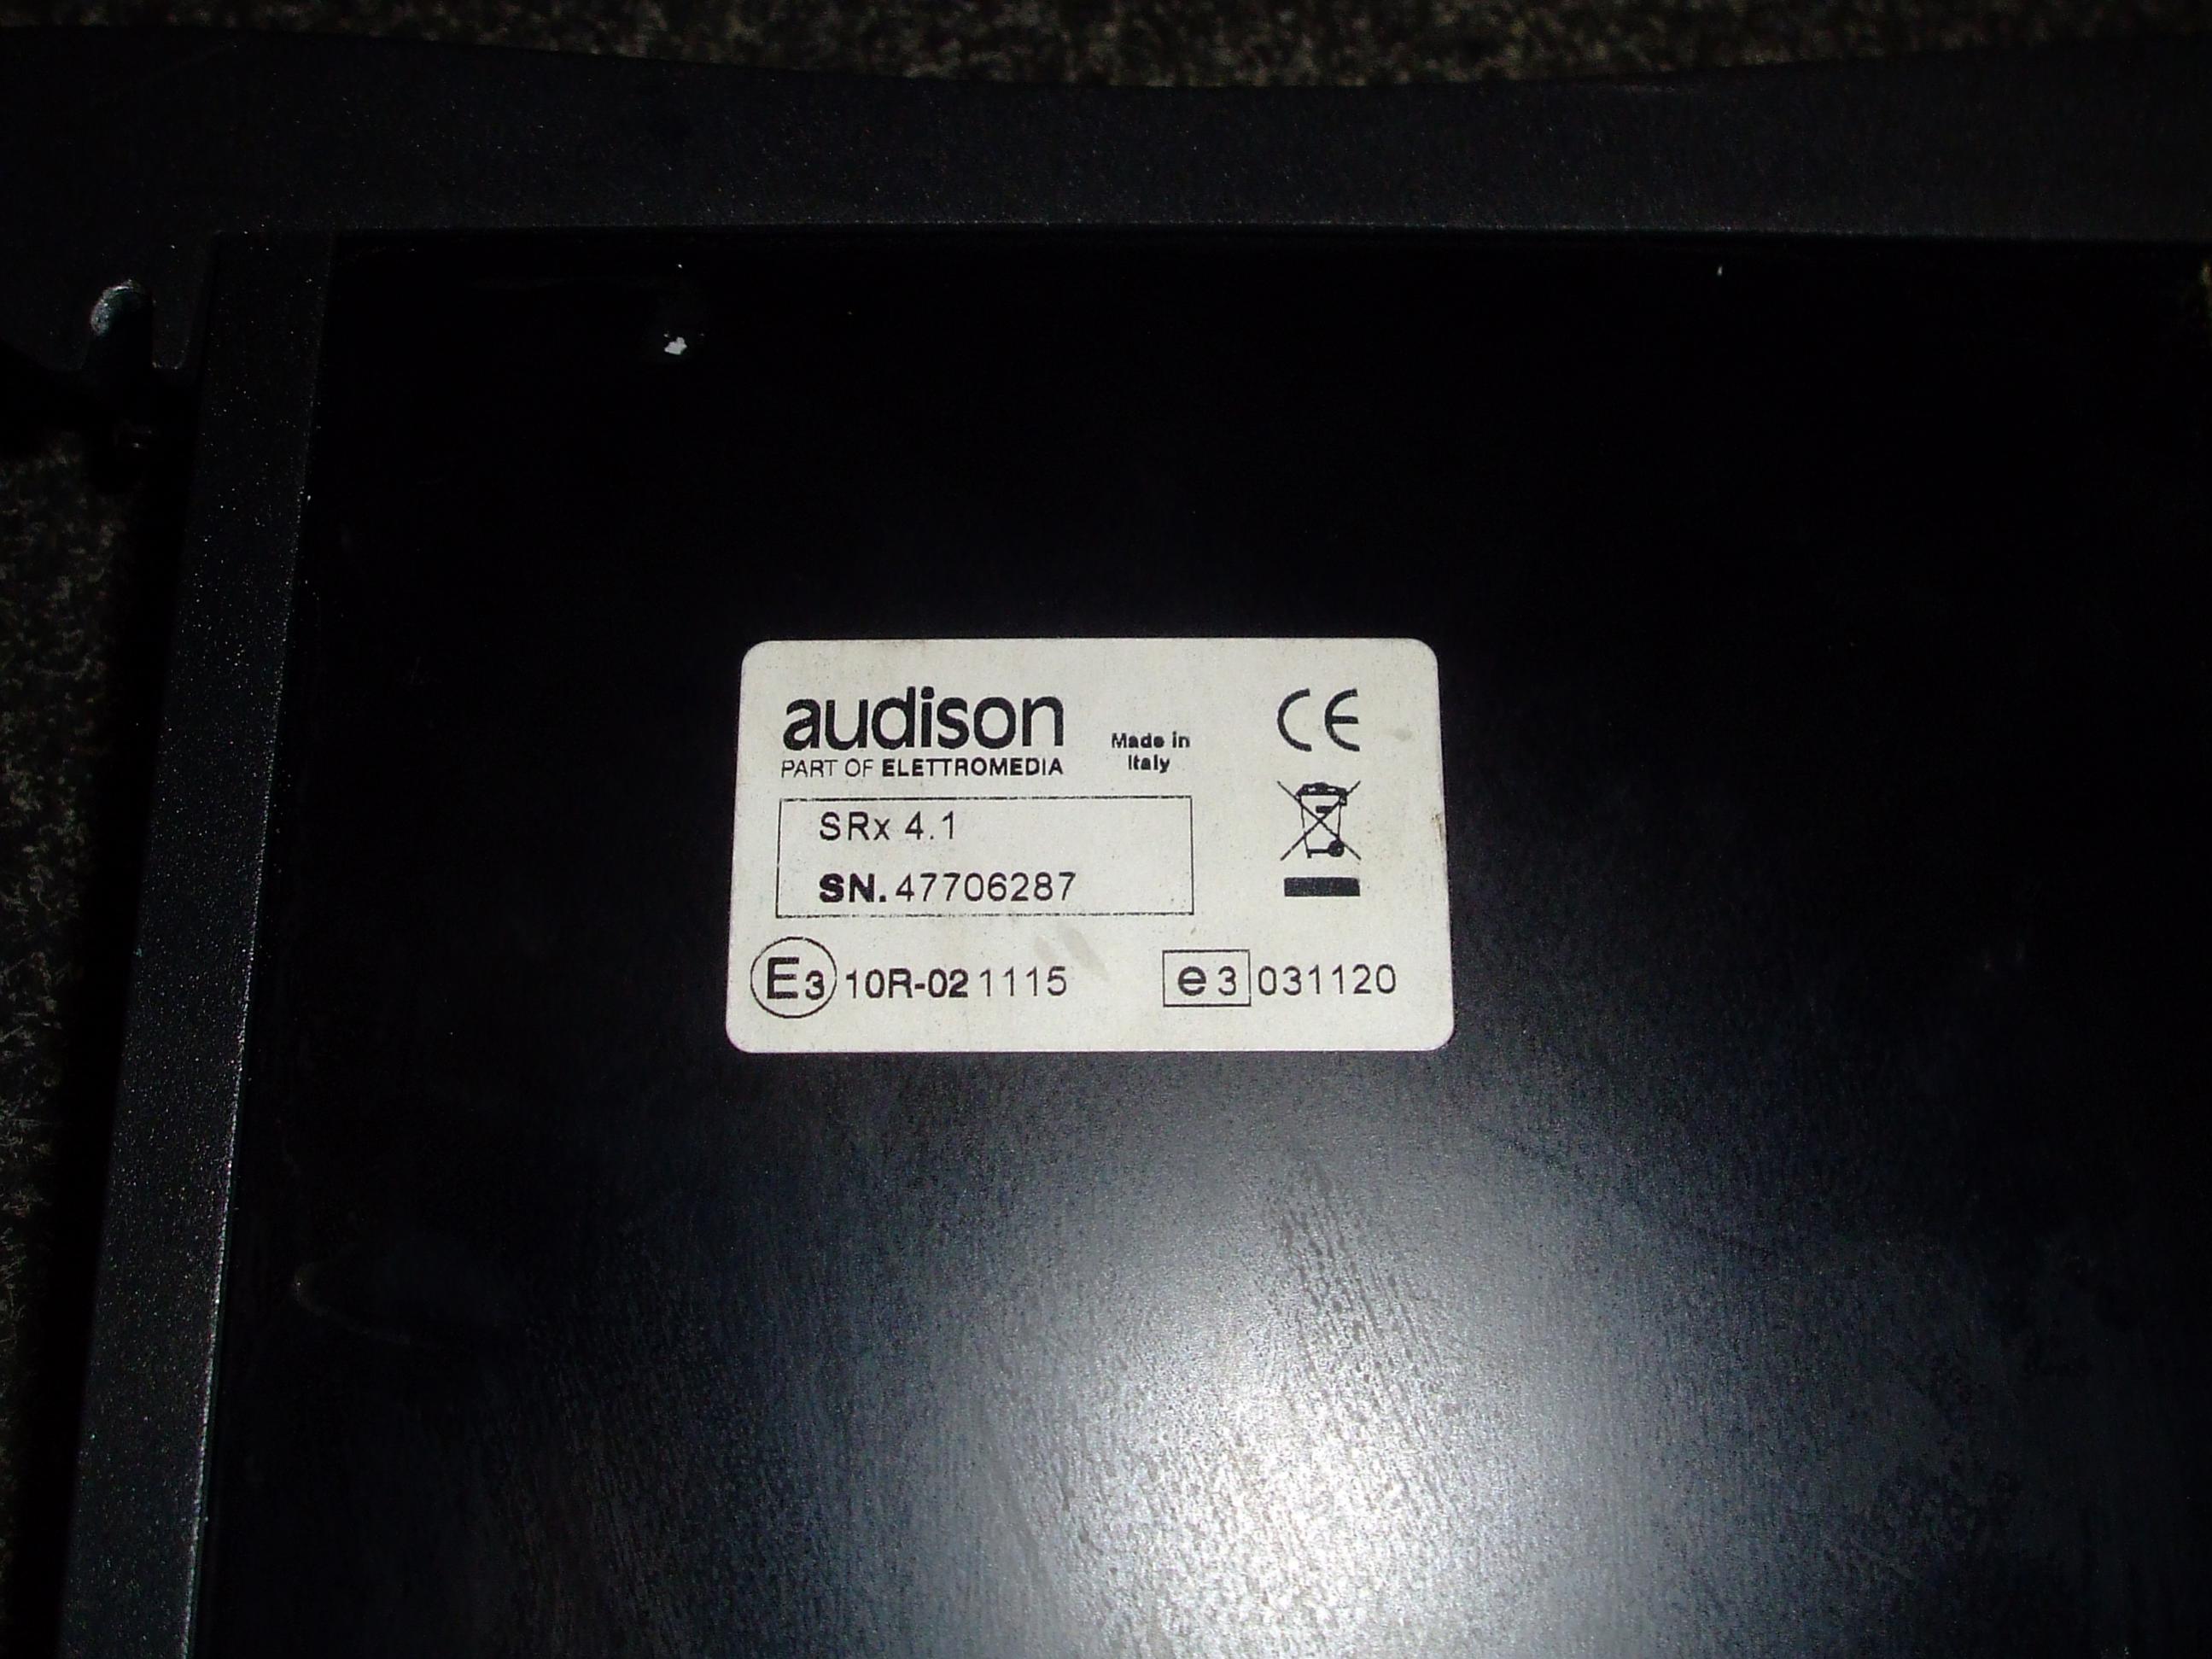 audison
PART OF ELETTROMEDIA
Made in
Italy
CE
SRx 4.1
SN. 47706287
E3 10R-02 1115
e3 031120